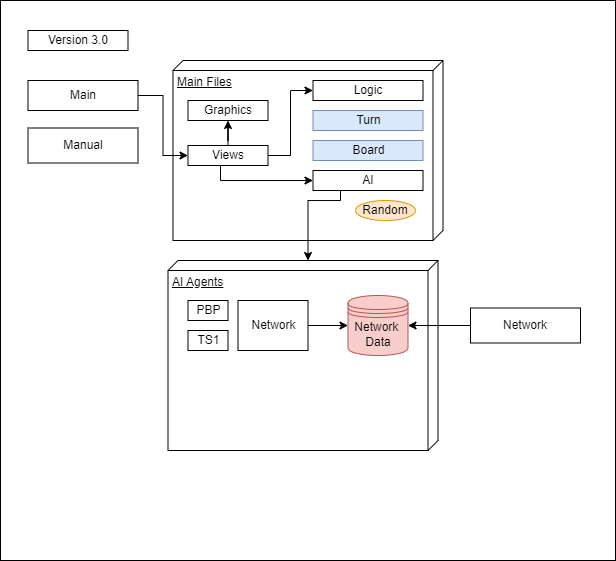 Version 3.0
Main
Manual
Main Files
Graphics
Views
Logic
Turn
Board
AI
Random
AI Agents
PBP
TS1
Network
Network
Data
Network